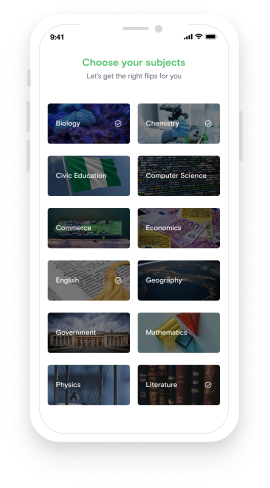 9:41
Choose your subjects
Let's get the right flips for you
Biology
Chemistry
Civic Education
Computer Science
Commerce
Economics
English
Geography
Government
Mathematics
Physics
Literature